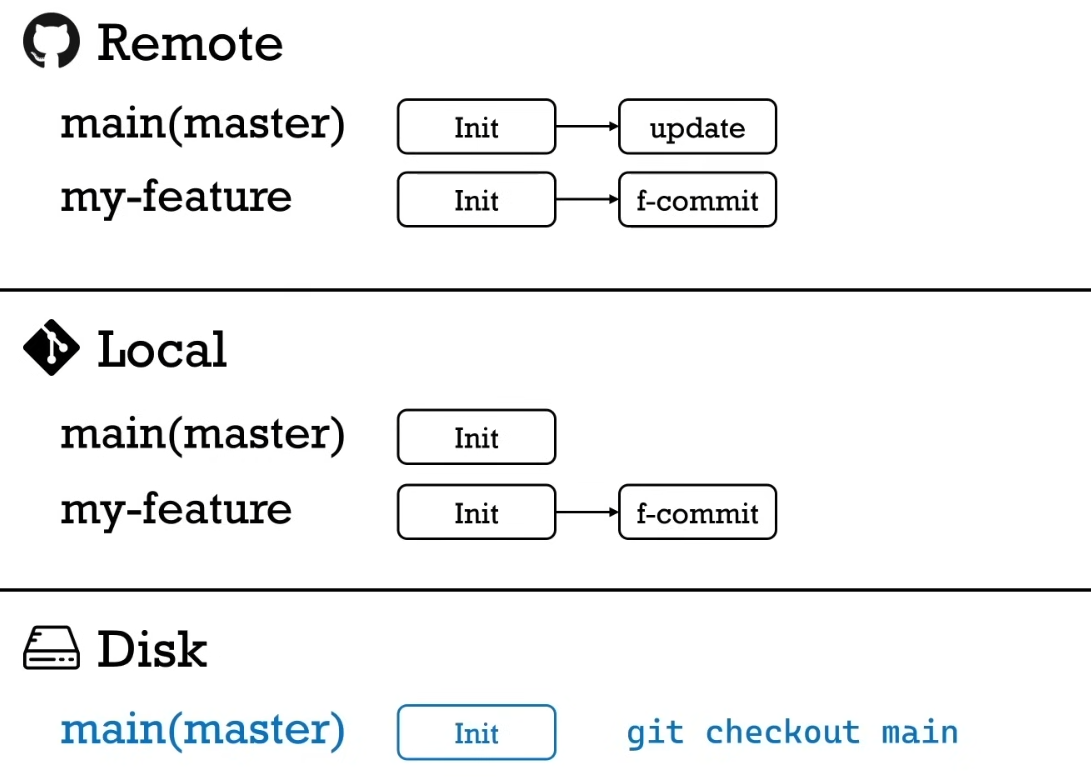 Remote
main(master) Init update
my-feature Init f-commit
Local
main(master) Init
my-feature Init f-commit
Disk
main(master) Init git checkout main